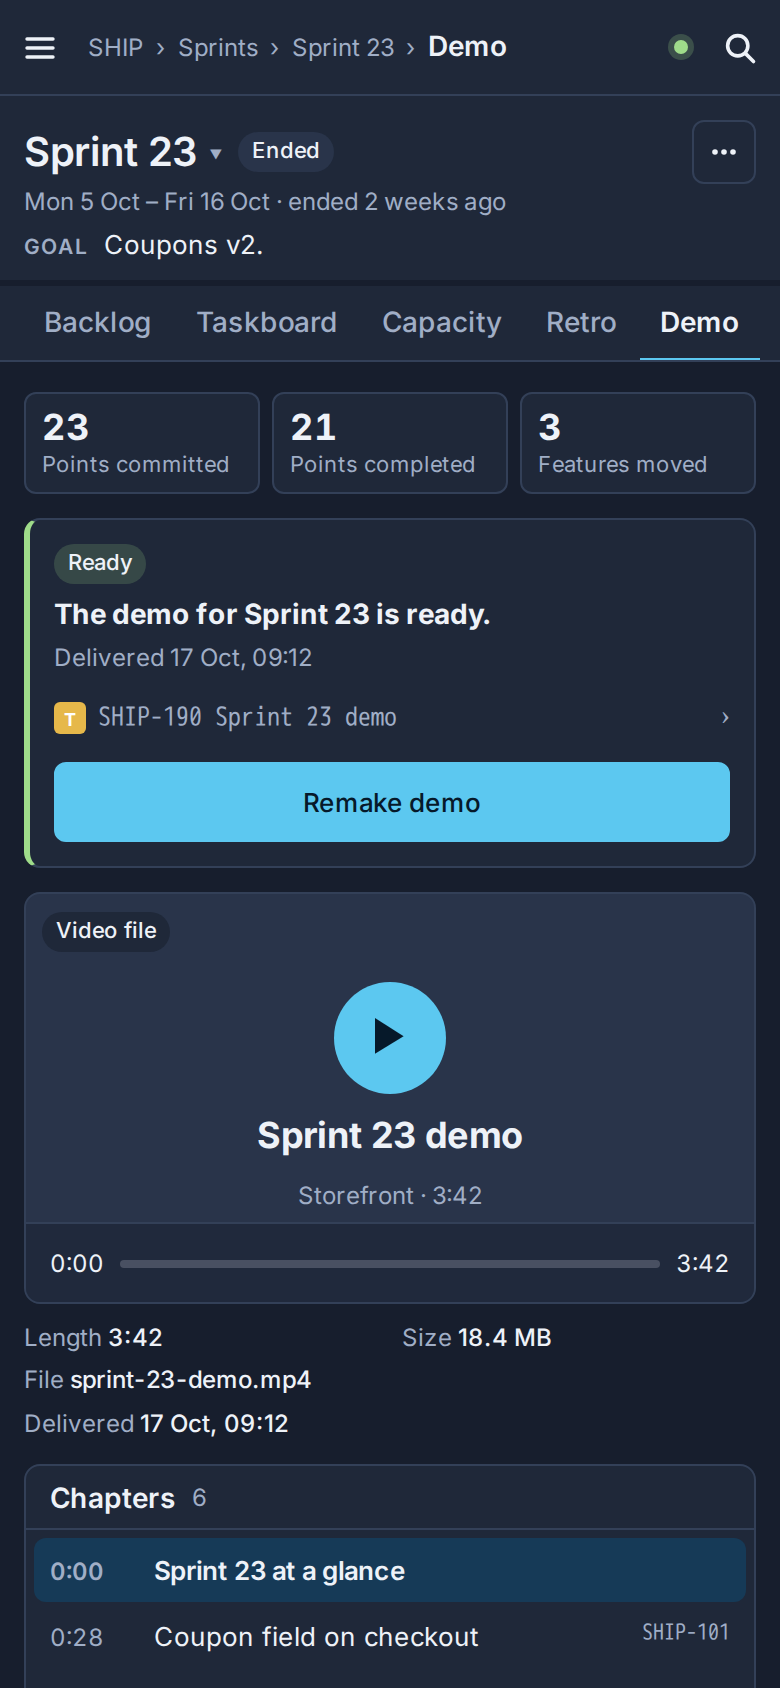 SHIP › Sprints › Sprint 23 › Demo
Sprint 23 ▾ Ended
Mon 5 Oct – Fri 16 Oct · ended 2 weeks ago
GOAL Coupons v2.
Backlog Taskboard Capacity Retro Demo
23 21 3
Points committed Points completed Features moved
Ready
The demo for Sprint 23 is ready.
Delivered 17 Oct, 09:12
T SHIP-190 Sprint 23 demo ›
Remake demo
Video file
Sprint 23 demo
Storefront · 3:42
0:00 3:42
Length 3:42 Size 18.4 MB
File sprint-23-demo.mp4
Delivered 17 Oct, 09:12
Chapters 6
0:00 Sprint 23 at a glance
0:28 Coupon field on checkout SHIP-101